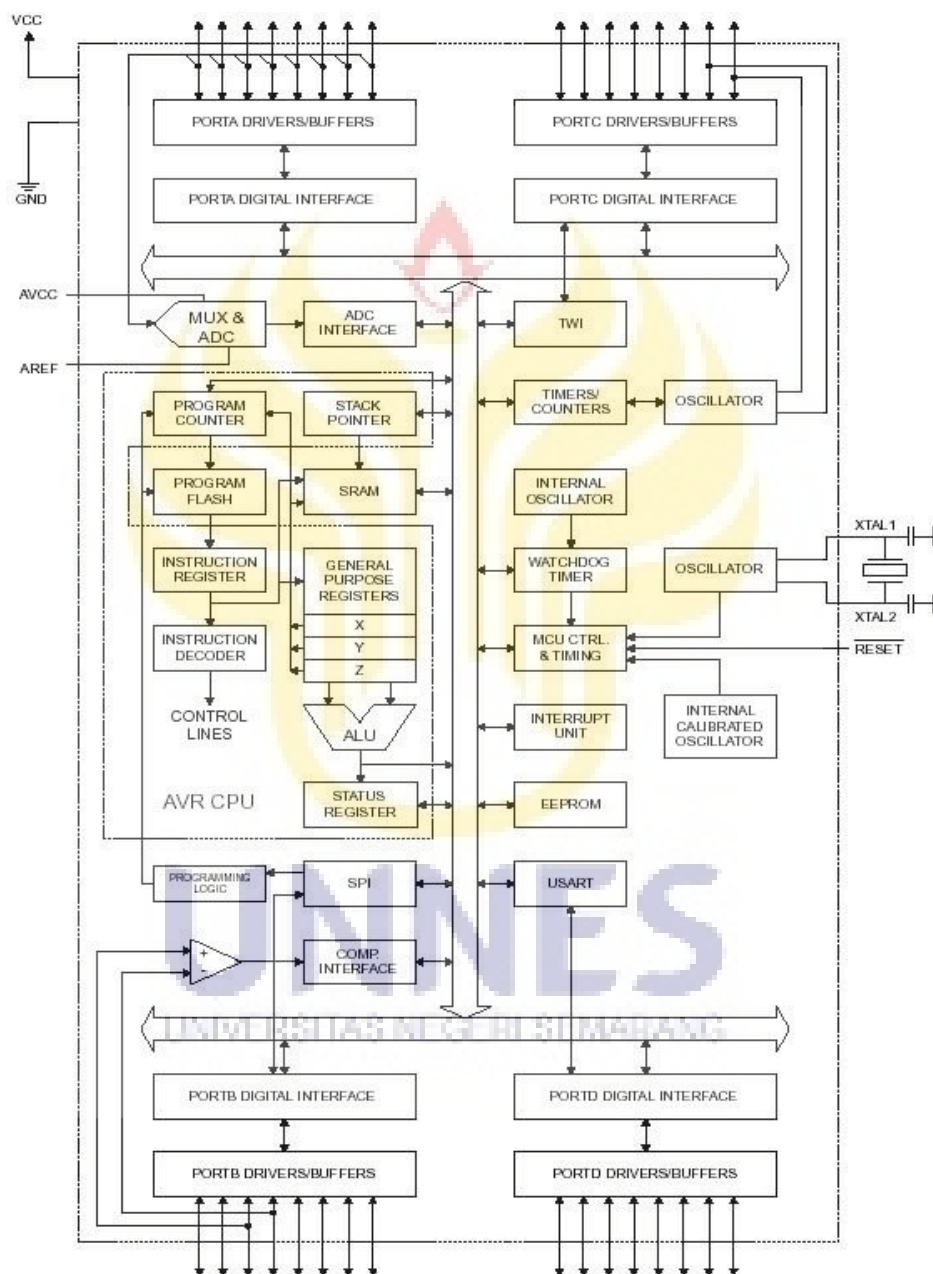 VCC
GND
PORTA DRIVERS/BUFFERS
PORTC DRIVERS/BUFFERS
PORTA DIGITAL INTERFACE
PORTC DIGITAL INTERFACE
AVCC
MUX &
ADC
ADC
INTERFACE
TWI
AREF
PROGRAM
COUNTER
STACK
POINTER
TIMERS/
COUNTERS
OSCILLATOR
PROGRAM
FLASH
SRAM
INTERNAL
OSCILLATOR
XTAL1
INSTRUCTION
REGISTER
GENERAL
PURPOSE
REGISTERS
WATCHDOG
TIMER
OSCILLATOR
XTAL2
X
Y
Z
INSTRUCTION
DECODER
MCU CTRL.
& TIMING
RESET
CONTROL
LINES
ALU
INTERRUPT
UNIT
INTERNAL
CALIBRATED
OSCILLATOR
AVR CPU
STATUS
REGISTER
EEPROM
PROGRAMMING
LOGIC
SPI
USART
+
-
COMP.
INTERFACE
UNNES
UNIVERSITAS NEGERI SEMARANG
PORTB DIGITAL INTERFACE
PORTD DIGITAL INTERFACE
PORTB DRIVERS/BUFFERS
PORTD DRIVERS/BUFFERS